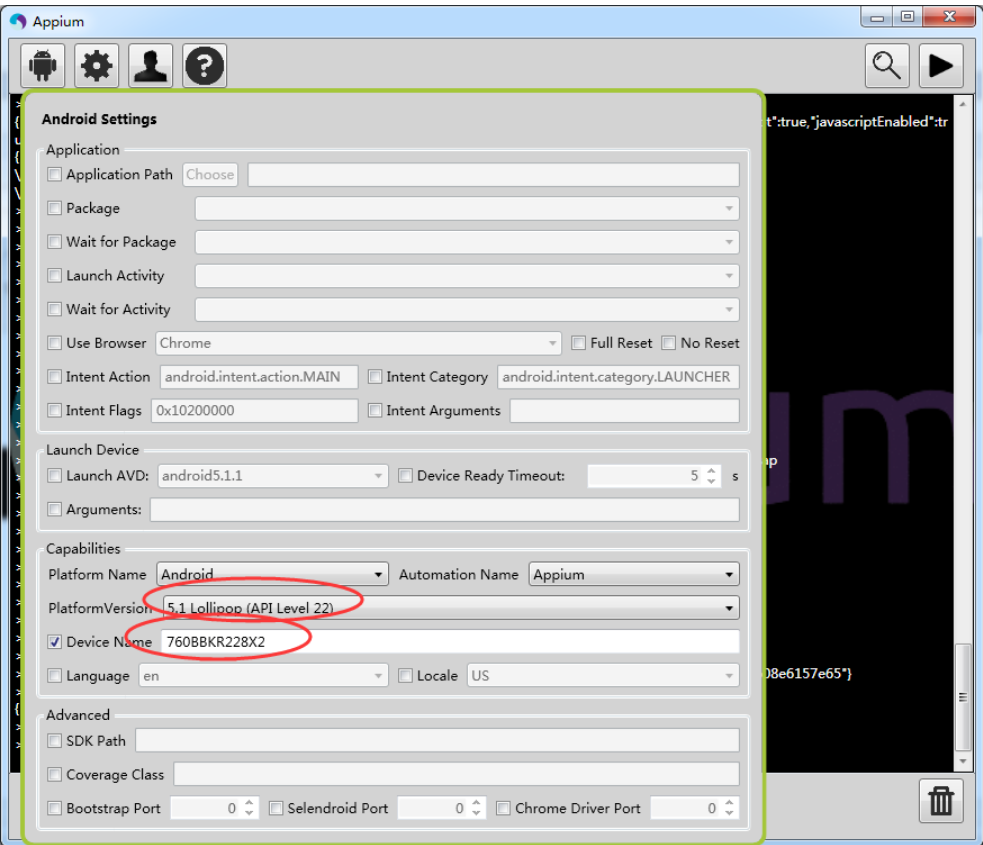 Appium
Android Settings
t":true,"javascriptEnabled":tr
Application
Application Path Choose
Package
Wait for Package
Launch Activity
Wait for Activity
Use Browser Chrome Full Reset No Reset
Intent Action android.intent.action.MAIN Intent Category android.intent.category.LAUNCHER
Intent Flags 0x10200000 Intent Arguments
um
Launch Device
ap
Launch AVD: android5.1.1 Device Ready Timeout: 5 s
Arguments:
Capabilities
Platform Name Android Automation Name Appium
PlatformVersion 5.1 Lollipop (API Level 22)
Device Name 760BBKR228X2
Language en Locale US
08e6157e65"}
Advanced
SDK Path
Coverage Class
Bootstrap Port 0 Selendroid Port 0 Chrome Driver Port 0